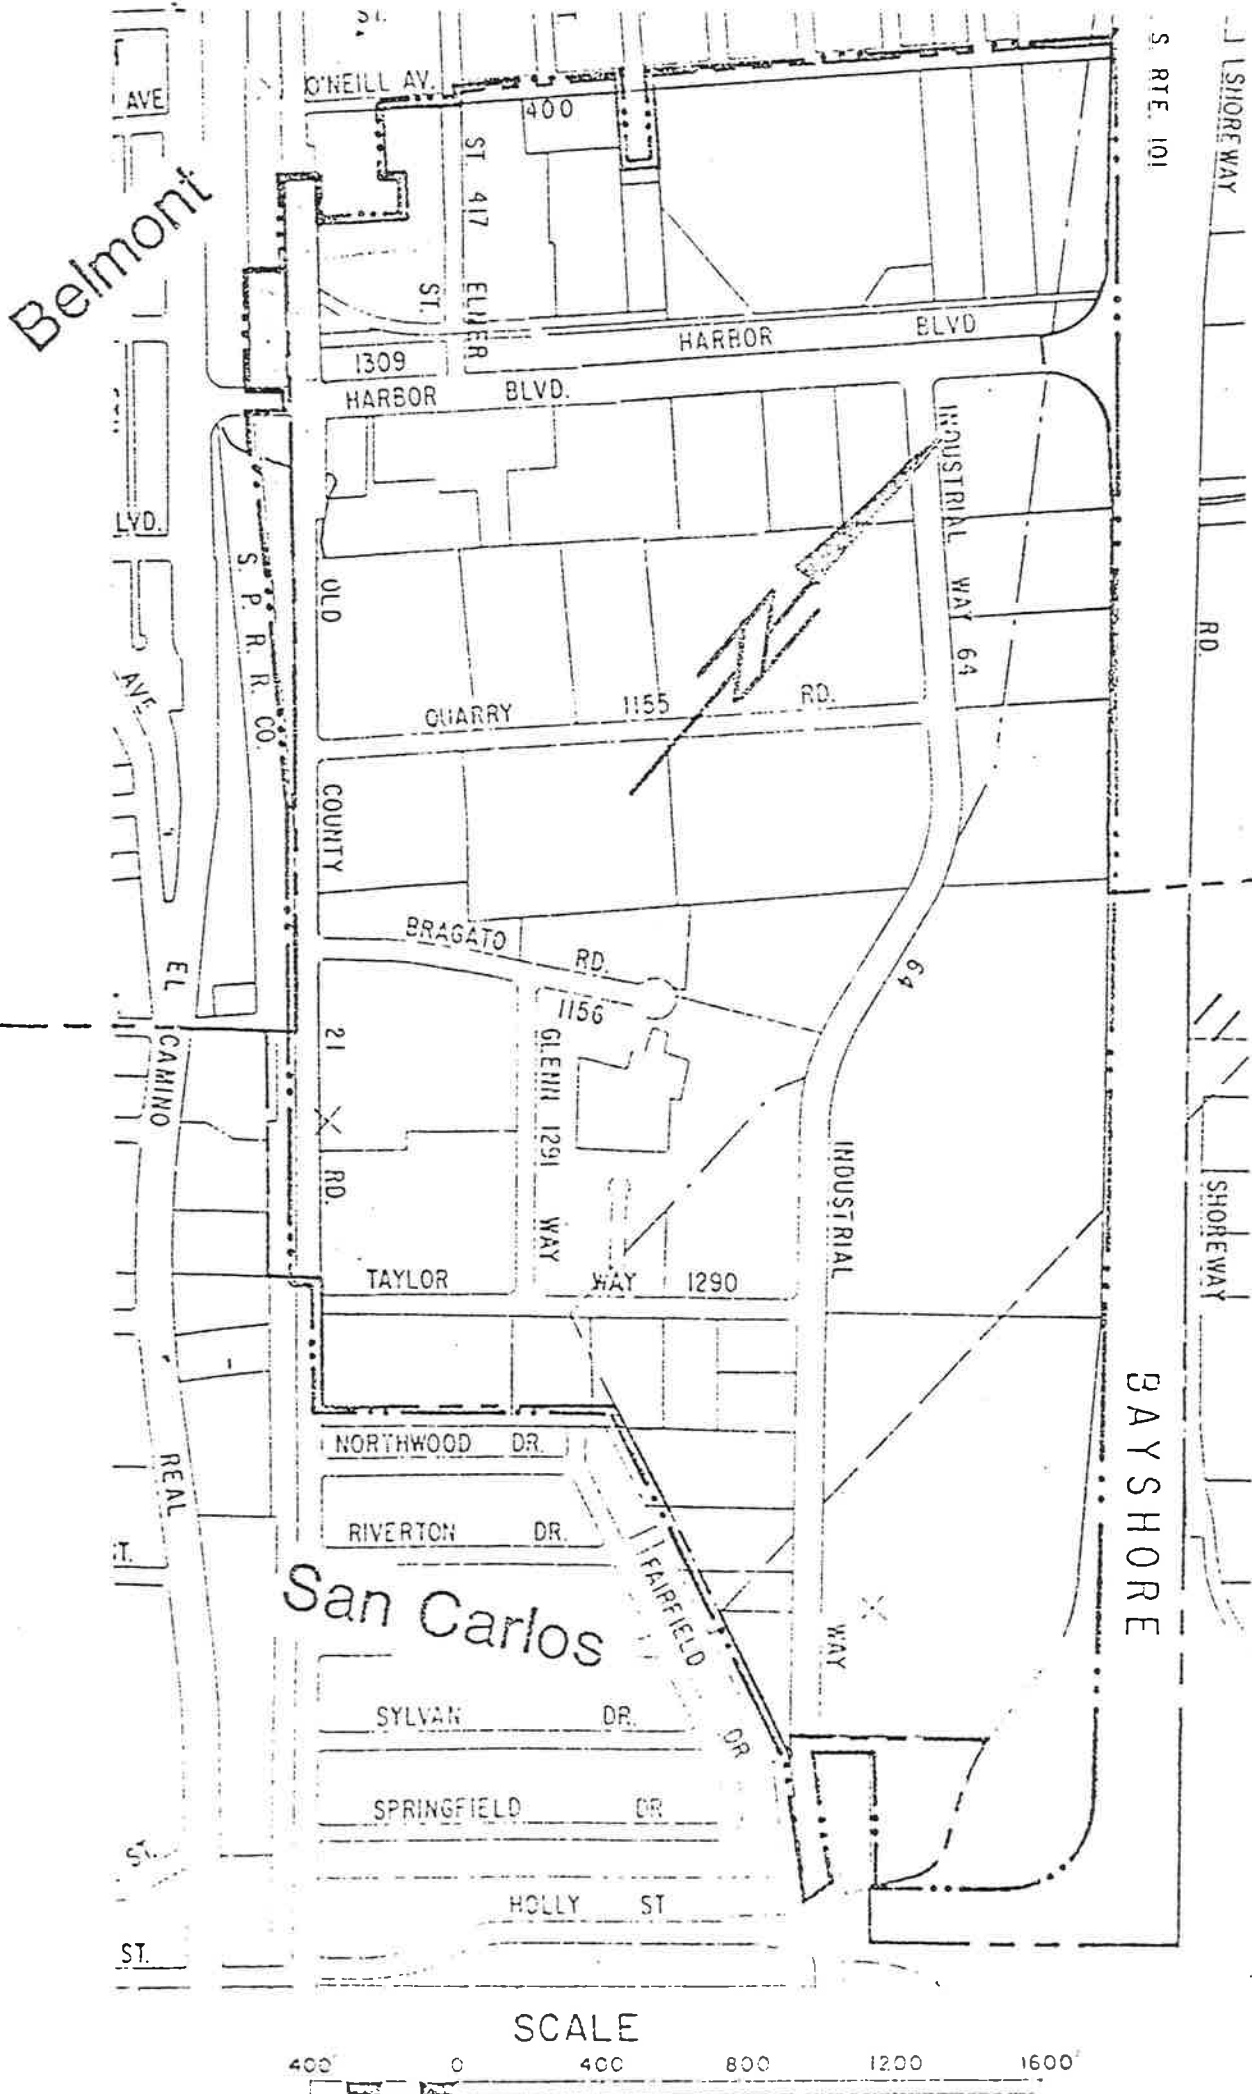 ST.
O'NEILL AV.
AVE
400
S RTE. 101
SHOREWAY
ST. 417
Belmont
ELMER
ST.
HARBOR BLVD
1309
HARBOR BLVD.
INDUSTRIAL WAY 64
LVD.
S. P. R. R. CO.
OLD
N
RD.
AVE
QUARRY 1155 RD.
COUNTY
BRAGATO RD.
1156
64
EL
CAMINO
21
GLENN 1291 WAY
RD.
INDUSTRIAL
SHOREWAY
TAYLOR WAY 1290
BAYSHORE
NORTHWOOD DR.
REAL
RIVERTON DR.
T.
FAIRFIELD
San Carlos
WAY
SYLVAN DR.
DR
SPRINGFIELD DR
ST.
HOLLY ST
ST.
SCALE
400' 0 400 800 1200 1600'